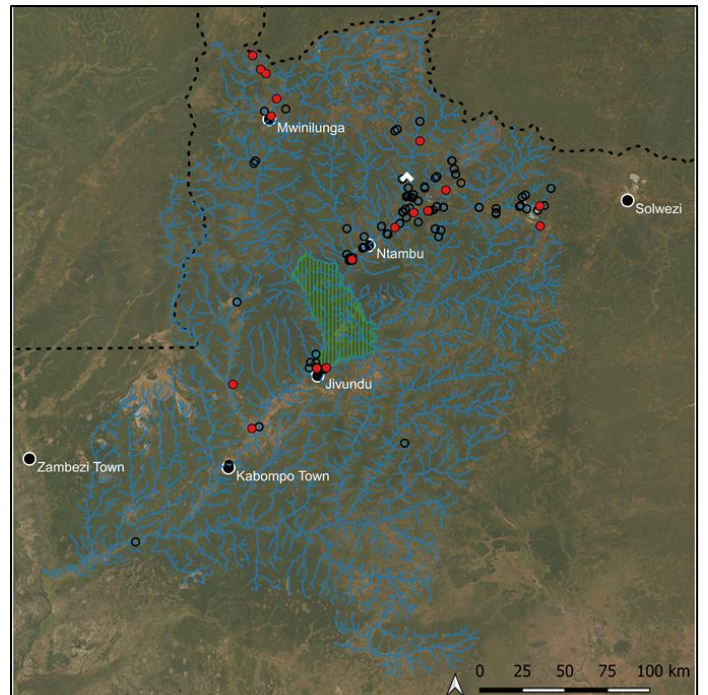 Mwinilunga
Solwezi
Ntambu
Jivundu
Zambezi Town
Kabompo Town
0 25 50 75 100 km